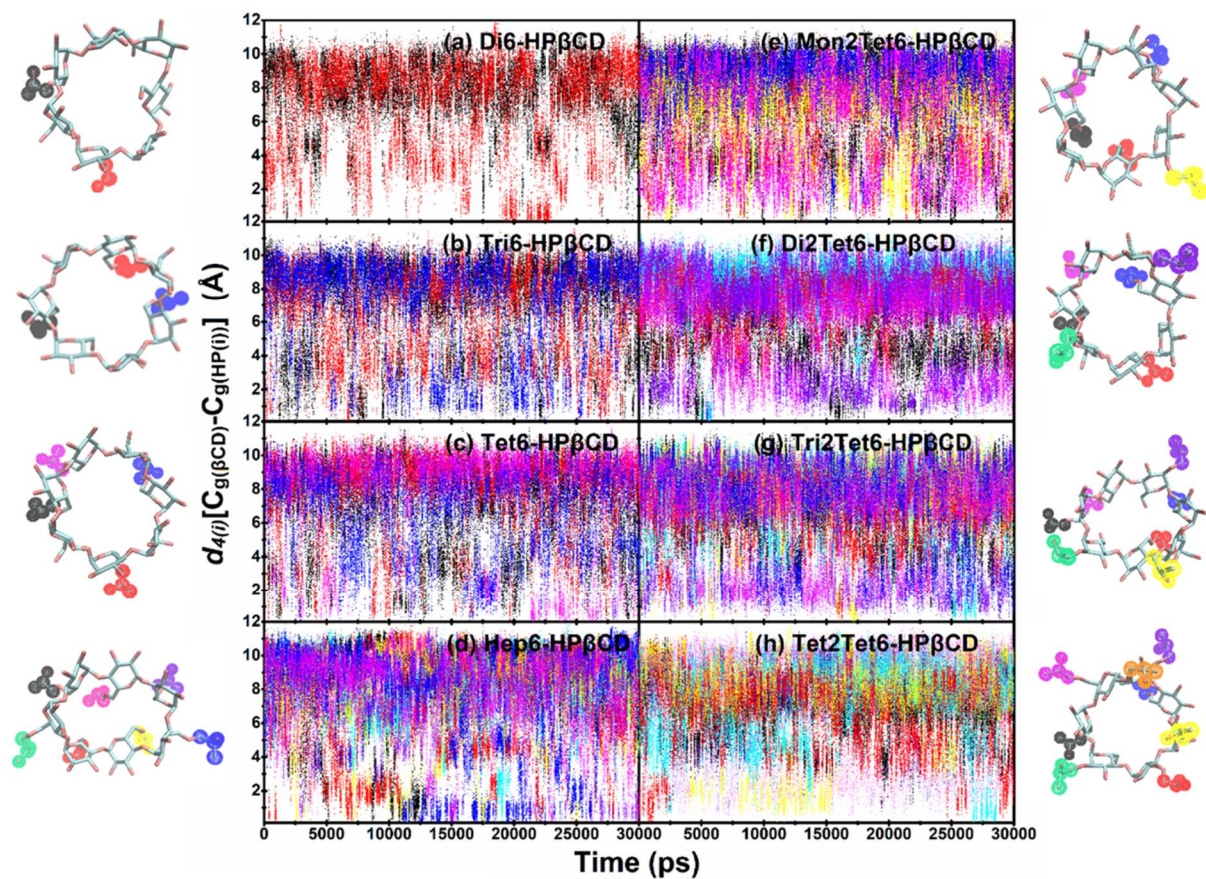 12
(a) Di6-HPβCD
10
8
6
4
2
(e) Mon2Tet6-HPβCD
12
(b) Tri6-HPβCD
10
8
6
4
2
(f) Di2Tet6-HPβCD
12
(c) Tet6-HPβCD
10
8
6
4
2
(g) Tri2Tet6-HPβCD
12
(d) Hep6-HPβCD
10
8
6
4
2
(h) Tet2Tet6-HPβCD
d4(i)[Cg(βCD)-Cg(HP(i))] (Å)
0 5000 10000 15000 20000 25000 30000 5000 10000 15000 20000 25000 30000
Time (ps)